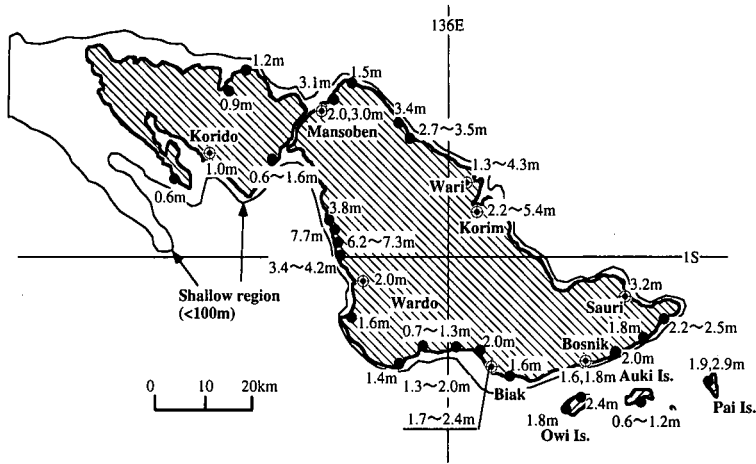 136E
1.2m
3.1m
1.5m
0.9m
2.0,3.0m
Mansoben
3.4m
2.7～3.5m
Korido
1.0m
0.6～1.6m
0.6m
1.3～4.3m
Wari
2.2～5.4m
Korim
3.8m
7.7m
6.2～7.3m
3.4～4.2m
1S
Shallow region
(<100m)
2.0m
Wardo
3.2m
Sauri
1.6m
0.7～1.3m
2.0m
1.8m
2.2～2.5m
Bosnik
2.0m
1.4m
1.6m
1.6,1.8m
Auki Is.
1.9,2.9m
1.3～2.0m
Biak
2.4m
Pai Is.
0 10 20km
1.7～2.4m
1.8m
0.6～1.2m
Owi Is.